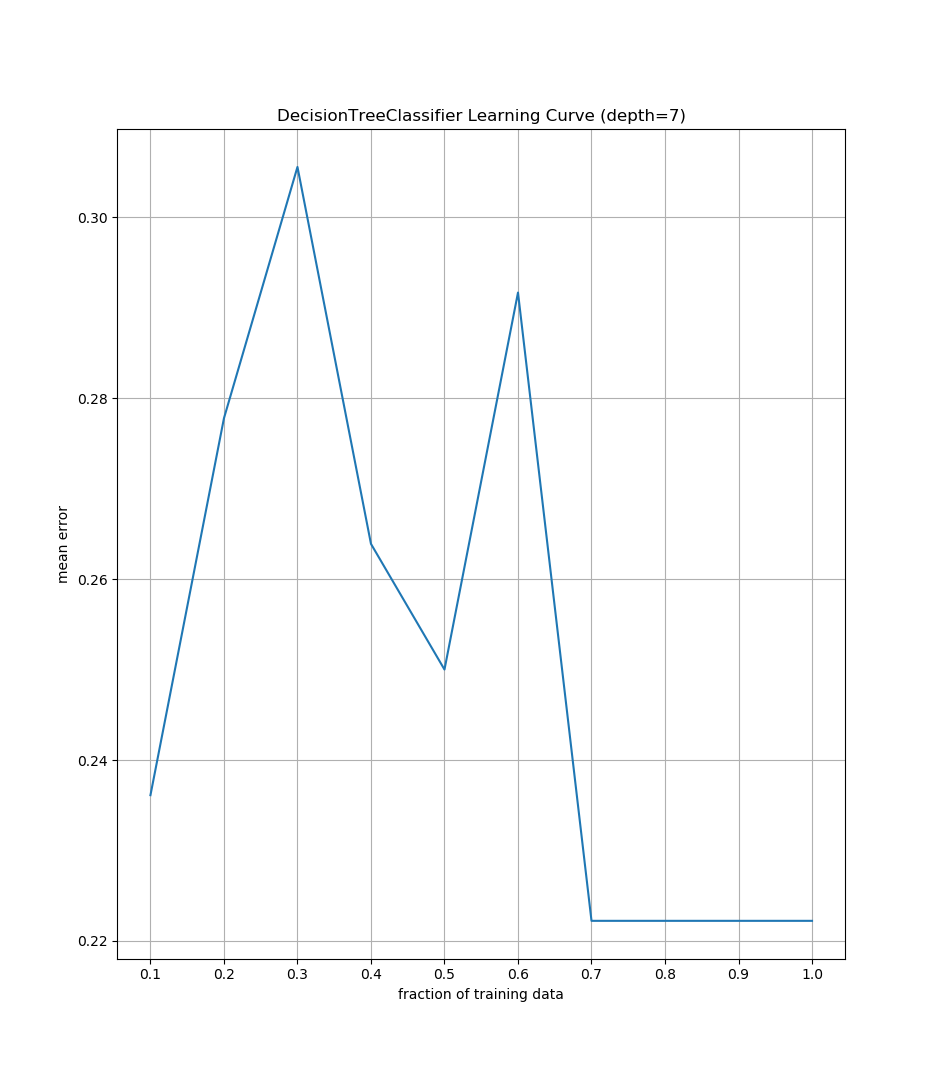 DecisionTreeClassifier Learning Curve (depth=7)
0.30
0.28
0.26
0.24
0.22
mean error
0.1 0.2 0.3 0.4 0.5 0.6 0.7 0.8 0.9 1.0
fraction of training data